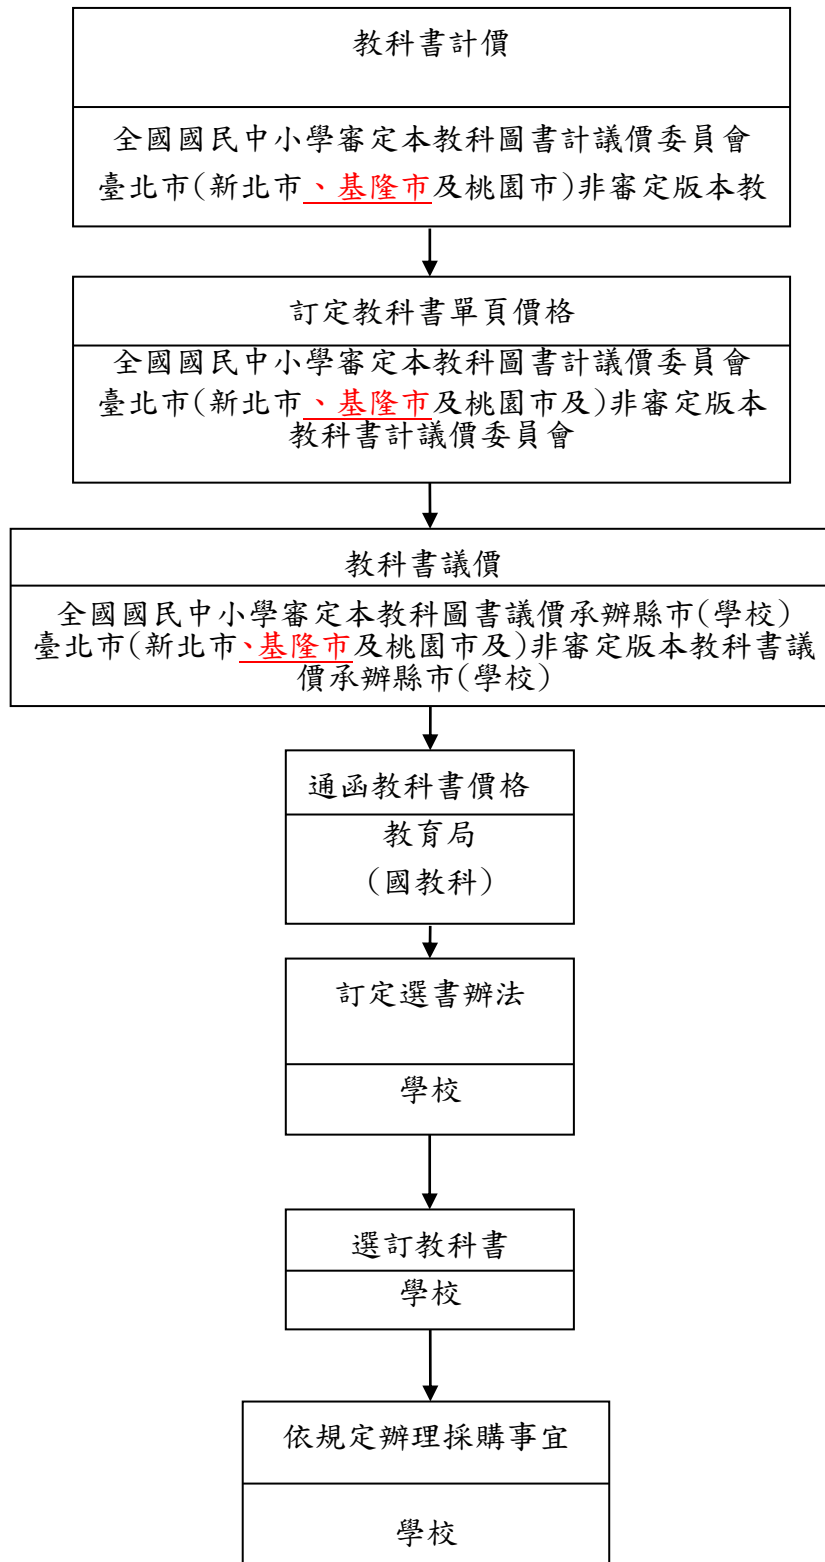 教科書計價
全國國民中小學審定本教科圖書計議價委員會
臺北市(新北市、基隆市及桃園市)非審定版本教
訂定教科書單頁價格
全國國民中小學審定本教科圖書計議價委員會
臺北市(新北市、基隆市及桃園市及)非審定版本
教科書計議價委員會
教科書議價
全國國民中小學審定本教科圖書議價承辦縣市(學校)
臺北市(新北市、基隆市及桃園市及)非審定版本教科書議
價承辦縣市(學校)
通函教科書價格
教育局
(國教科)
訂定選書辦法
學校
選訂教科書
學校
依規定辦理採購事宜
學校